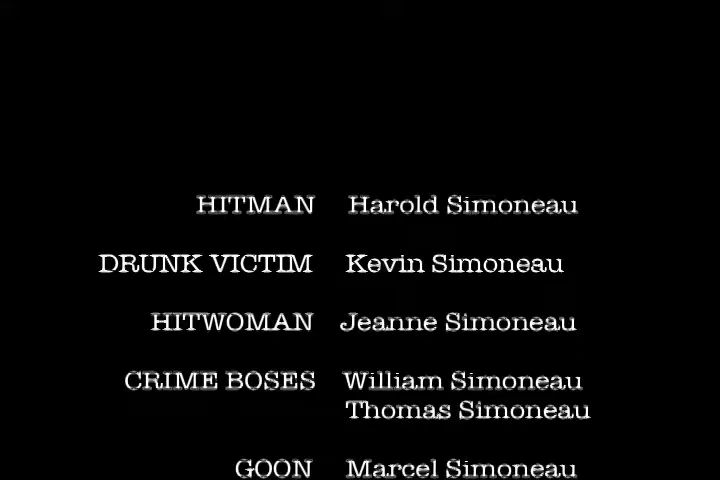 HITMAN Harold Simoneau
DRUNK VICTIM Kevin Simoneau
HITWOMAN Jeanne Simoneau
CRIME BOSES William Simoneau
Thomas Simoneau
GOON Marcel Simoneau